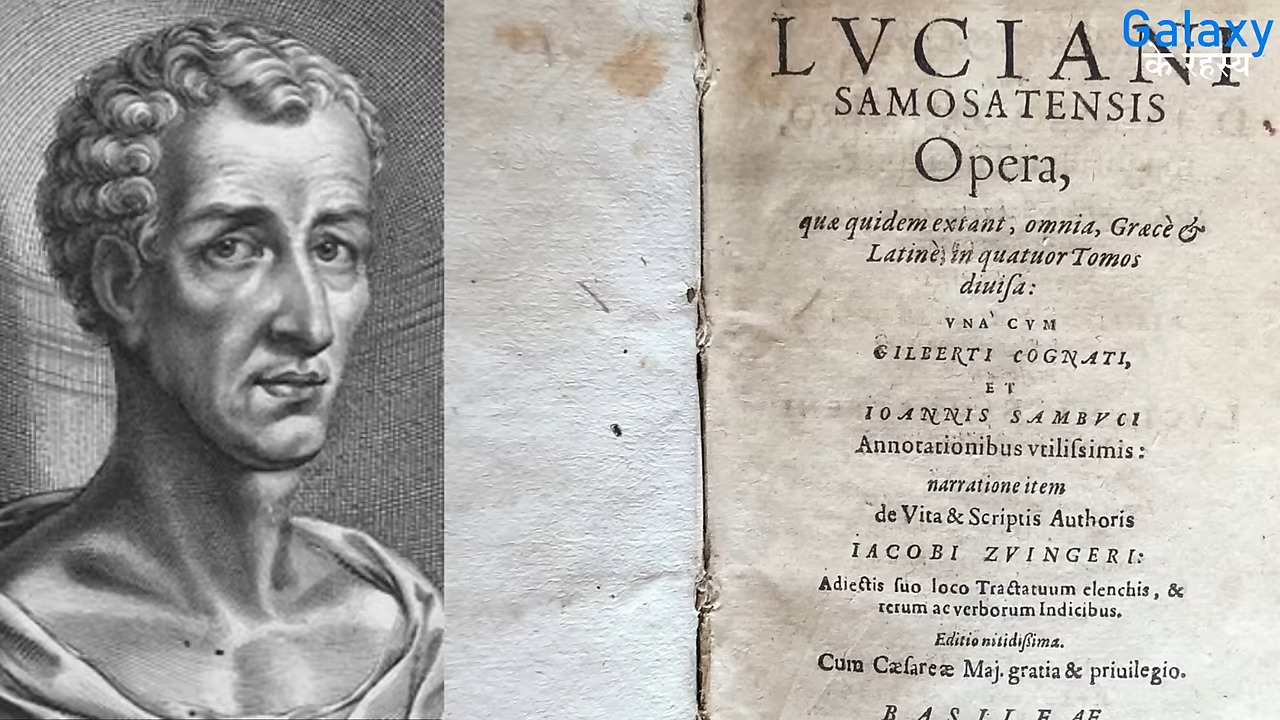 Galaxy
के रहस्य
LVCIANI
SAMOSATENSIS
Opera,
quæ quidem extant, omnia, Græcè &
Latinè, in quatuor Tomos
diuiſa:
VNA' CVM
GILBERTI COGNATI,
ET
IOANNIS SAMBVCI
Annotationibus vtiliſsimis:
narratione item
de Vita & Scriptis Authoris
IACOBI ZVINGERI:
Adiectis ſuo loco Tractatuum elenchis, &
rerum ac verborum Indicibus.
Editio nitidiſsima.
Cum Cæſareæ Maj. gratia & priuilegio.
BASILEAE